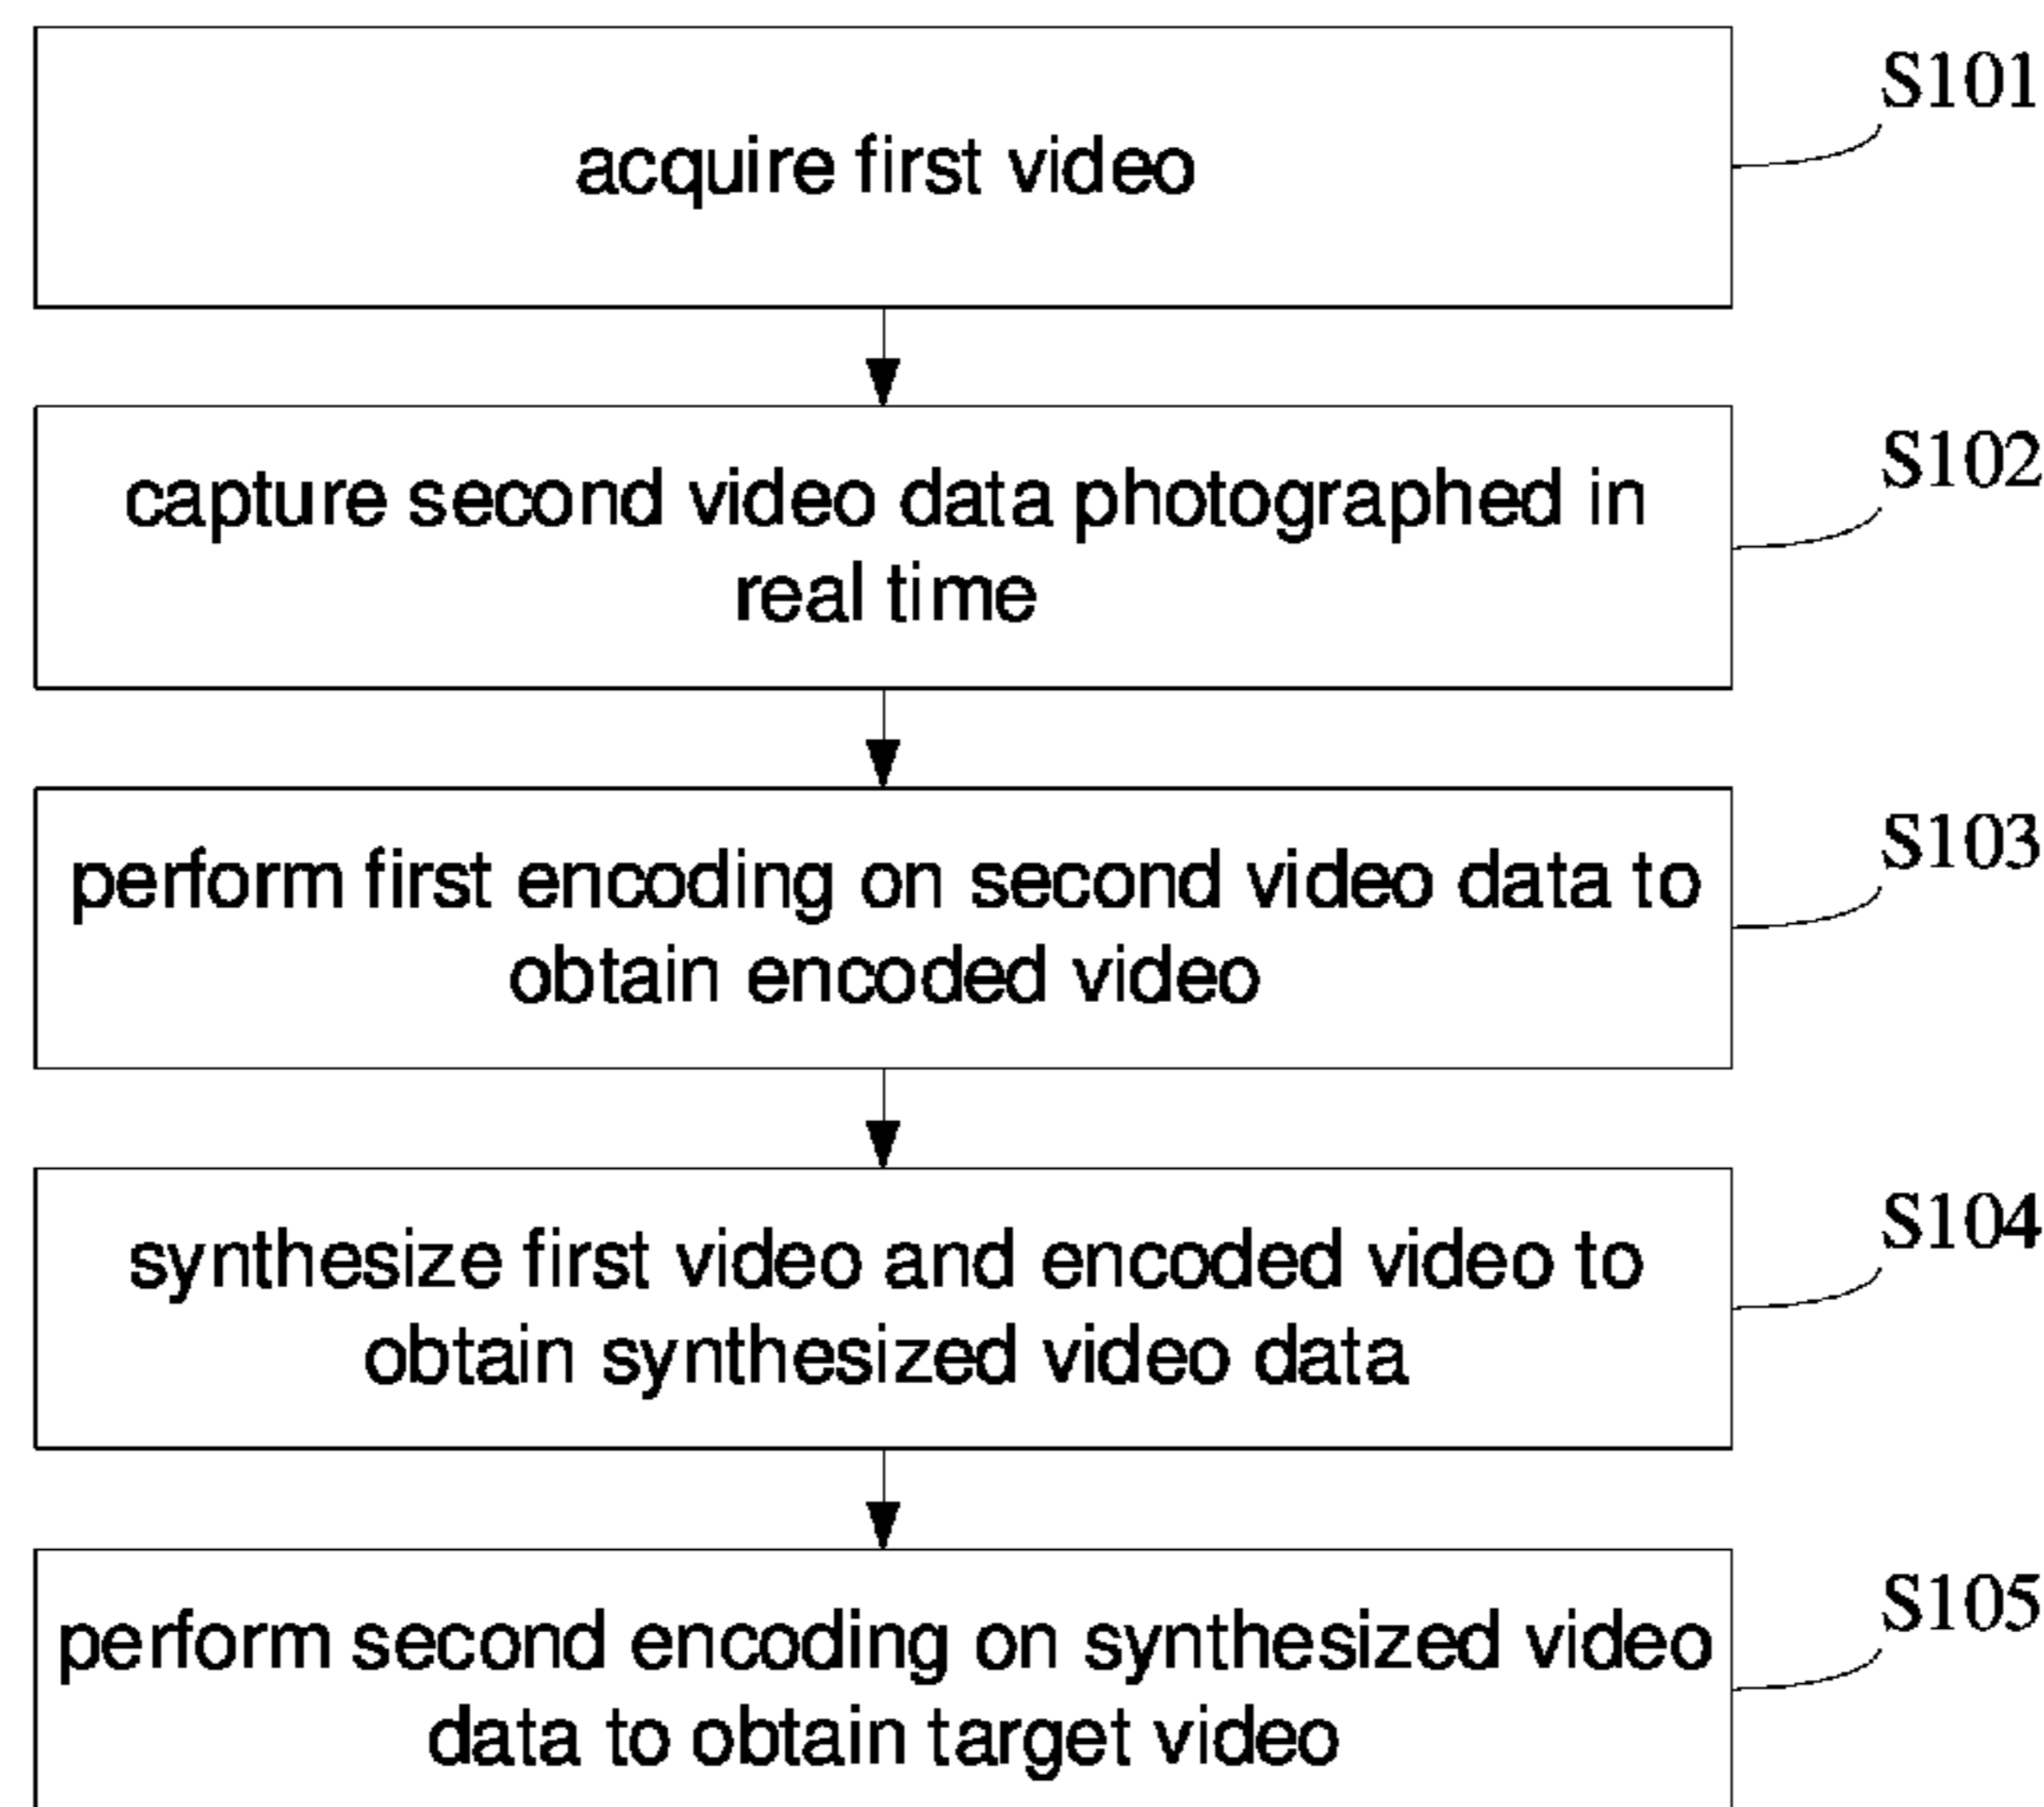 acquire first video
S101
capture second video data photographed in
real time
S102
perform first encoding on second video data to
obtain encoded video
S103
synthesize first video and encoded video to
obtain synthesized video data
S104
perform second encoding on synthesized video
data to obtain target video
S105